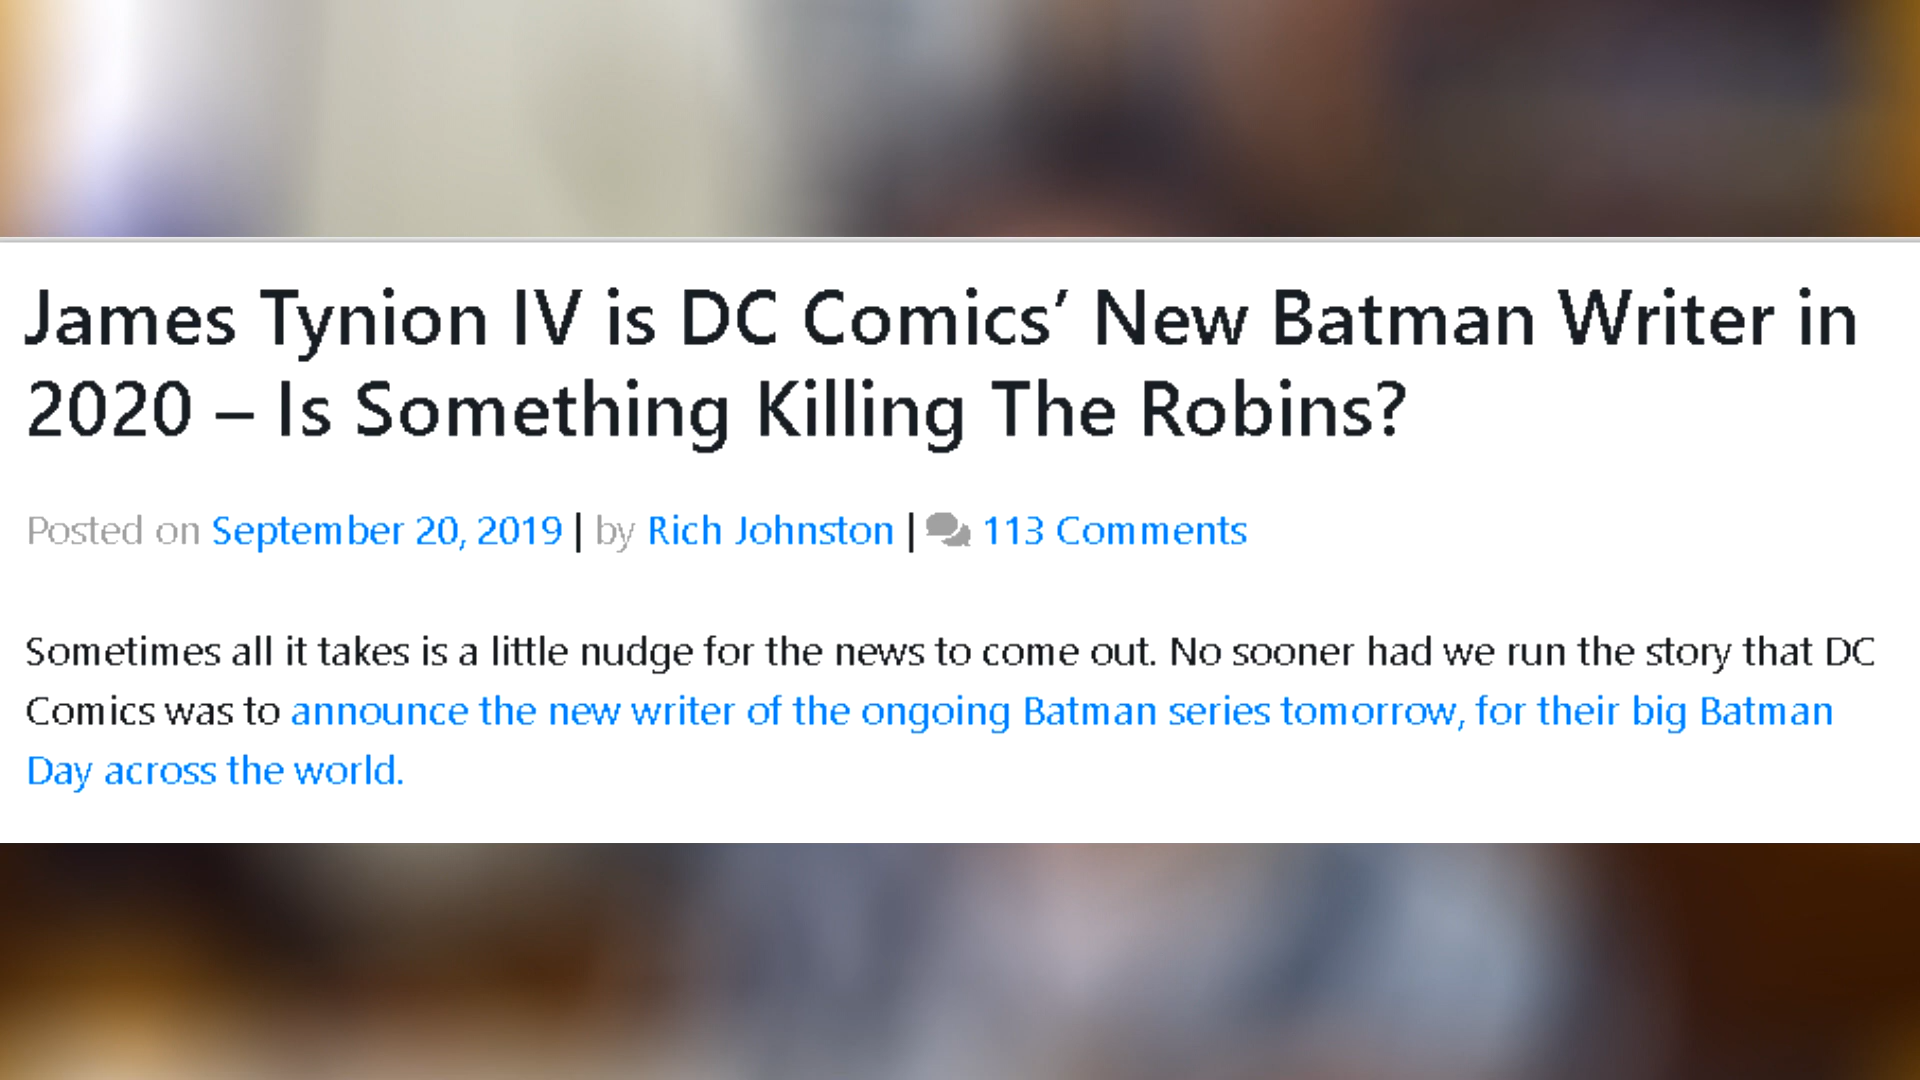 James Tynion IV is DC Comics’ New Batman Writer in
2020 – Is Something Killing The Robins?
Posted on September 20, 2019 | by Rich Johnston | 113 Comments
Sometimes all it takes is a little nudge for the news to come out. No sooner had we run the story that DC
Comics was to announce the new writer of the ongoing Batman series tomorrow, for their big Batman
Day across the world.